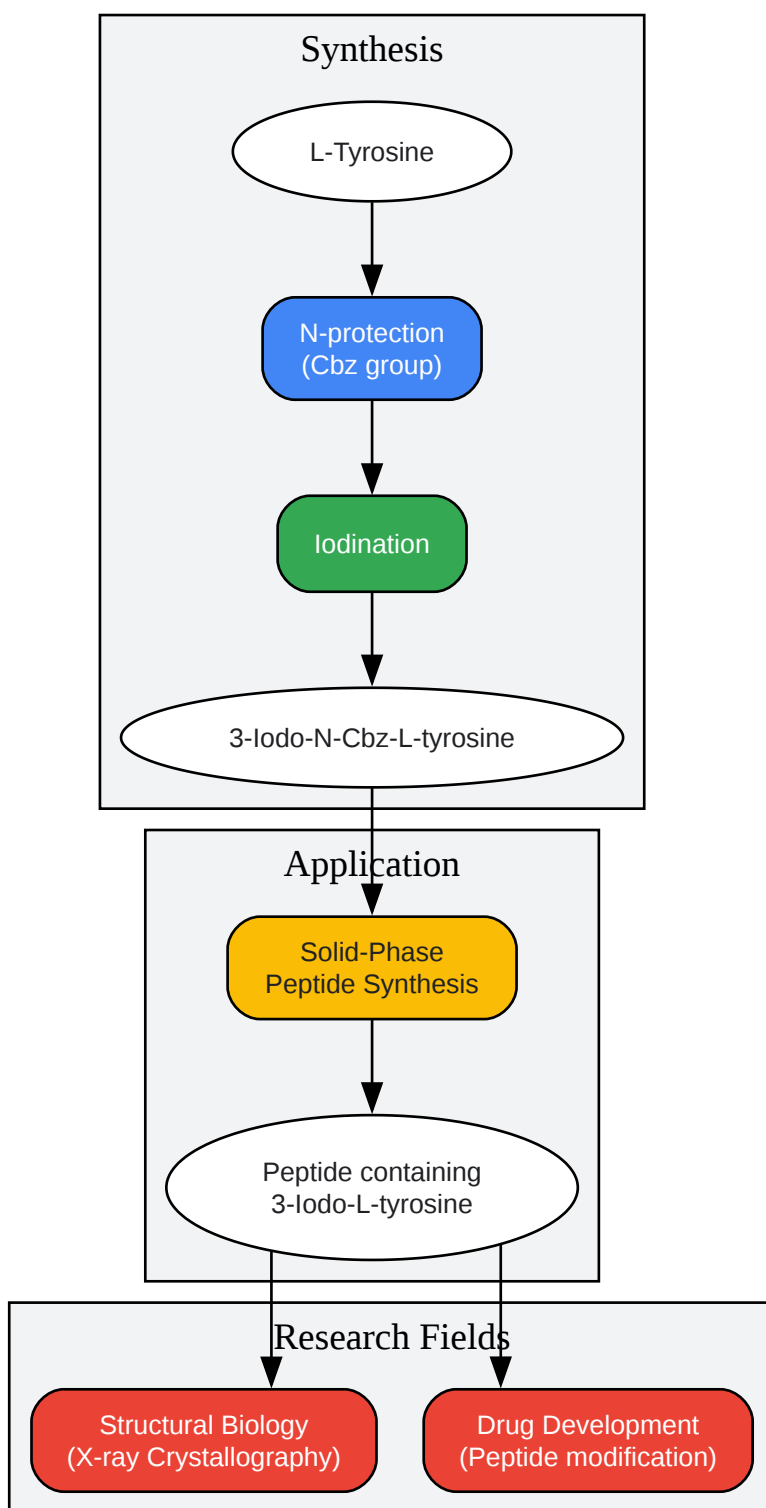 Synthesis
L-Tyrosine
N-protection
(Cbz group)
Iodination
3-Iodo-N-Cbz-L-tyrosine
Application
Solid-Phase
Peptide Synthesis
Peptide containing
3-Iodo-L-tyrosine
Research Fields
Structural Biology
(X-ray Crystallography)
Drug Development
(Peptide modification)